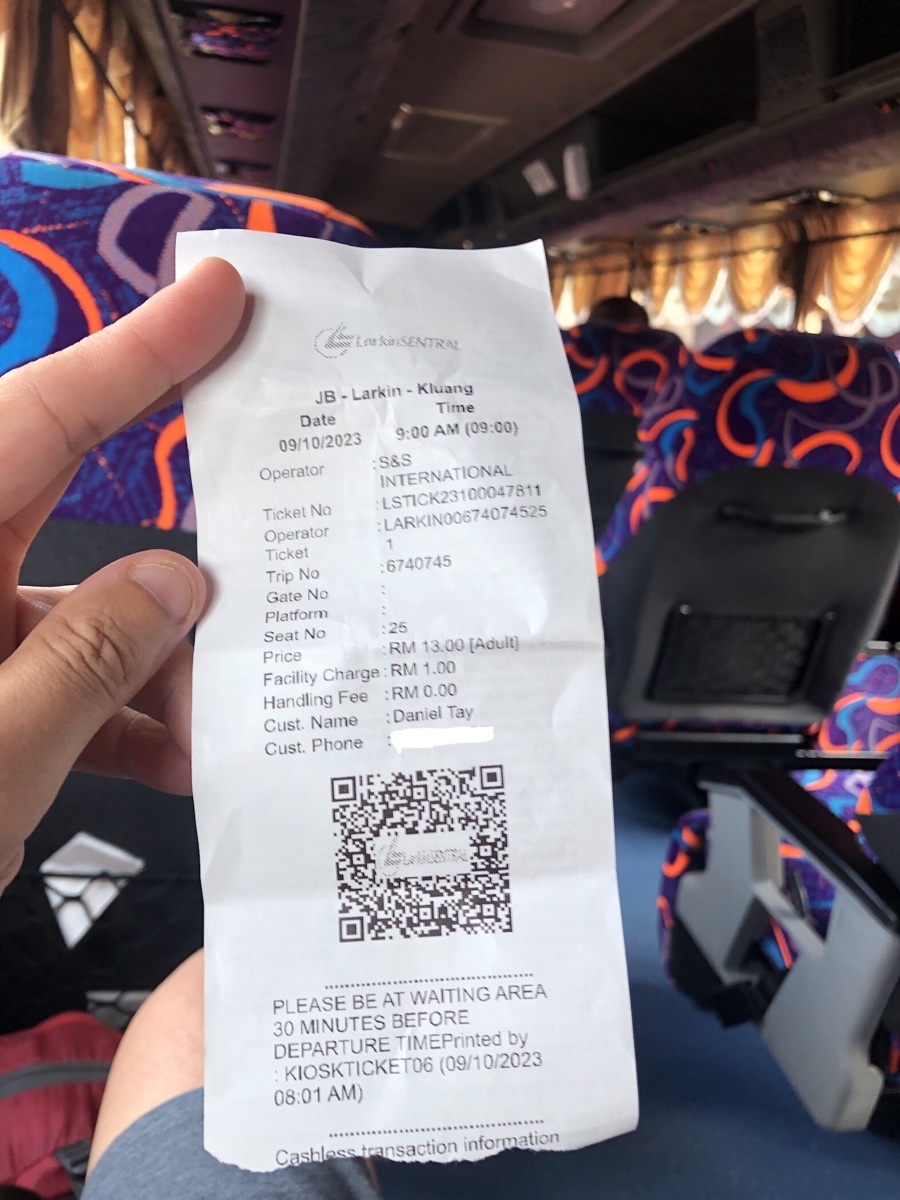 LarkinSENTRAL
JB - Larkin - Kluang
Date Time
09/10/2023 9:00 AM (09:00)
Operator :S&S
INTERNATIONAL
Ticket No :LSTICK23100047811
Operator :LARKIN00674074525
Ticket 1
Trip No :6740745
Gate No :
Platform :
Seat No :25
Price :RM 13.00 [Adult]
Facility Charge :RM 1.00
Handling Fee :RM 0.00
Cust. Name :Daniel Tay
Cust. Phone :
LarkinSENTRAL
PLEASE BE AT WAITING AREA
30 MINUTES BEFORE
DEPARTURE TIMEPrinted by
: KIOSKTICKET06 (09/10/2023
08:01 AM)
Cashless transaction information